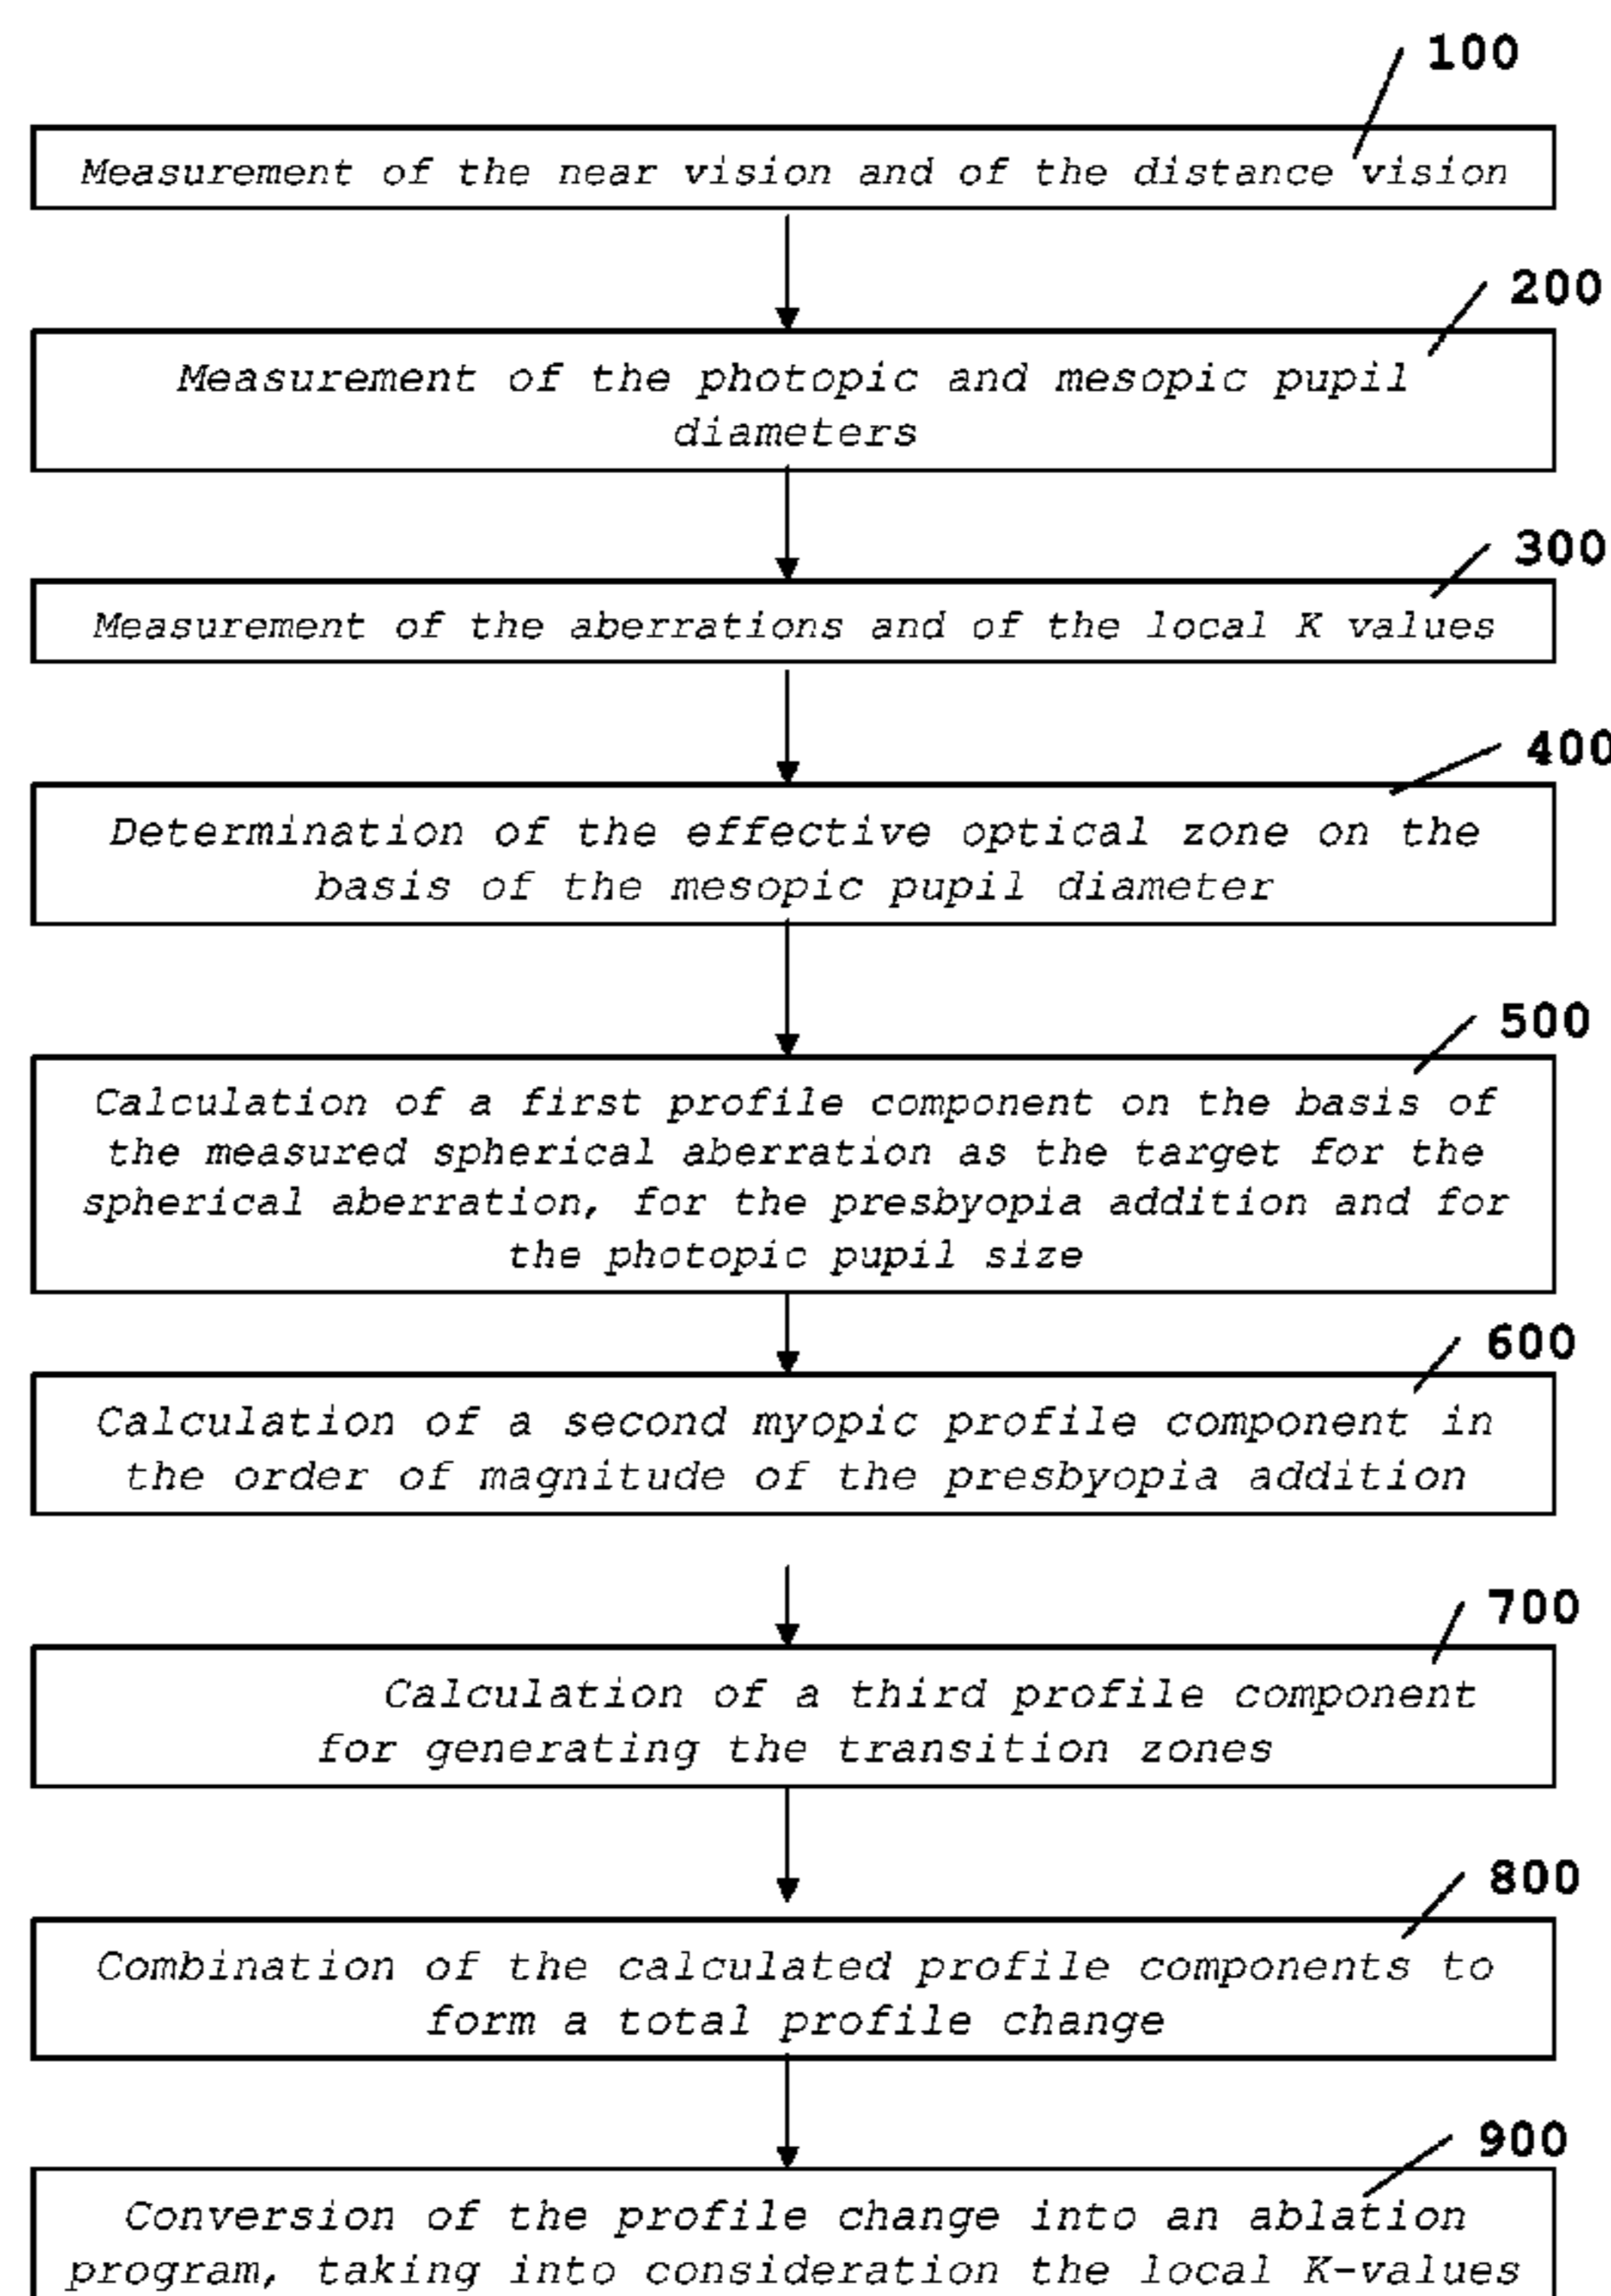 100
Measurement of the near vision and of the distance vision
200
Measurement of the photopic and mesopic pupil
diameters
300
Measurement of the aberrations and of the local K values
400
Determination of the effective optical zone on the
basis of the mesopic pupil diameter
500
Calculation of a first profile component on the basis of
the measured spherical aberration as the target for the
spherical aberration, for the presbyopia addition and for
the photopic pupil size
600
Calculation of a second myopic profile component in
the order of magnitude of the presbyopia addition
700
Calculation of a third profile component
for generating the transition zones
800
Combination of the calculated profile components to
form a total profile change
900
Conversion of the profile change into an ablation
program, taking into consideration the local K-values